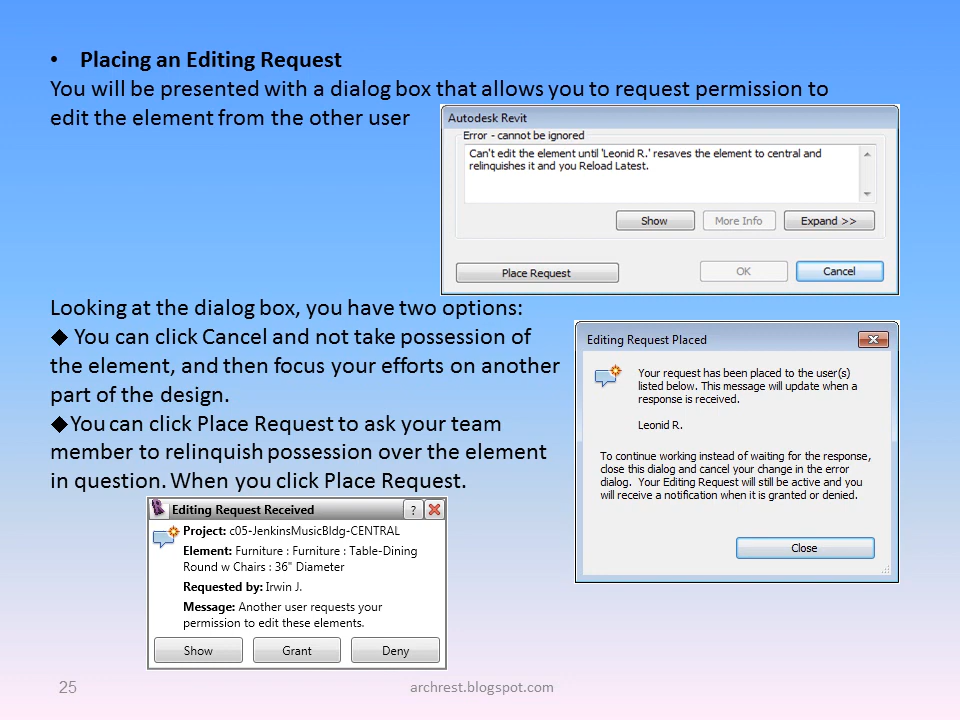 • Placing an Editing Request
You will be presented with a dialog box that allows you to request permission to
edit the element from the other user
Autodesk Revit
Error - cannot be ignored
Can't edit the element until 'Leonid R.' resaves the element to central and
relinquishes it and you Reload Latest.
Show More Info Expand >>
Place Request OK Cancel
Looking at the dialog box, you have two options:
◆ You can click Cancel and not take possession of
the element, and then focus your efforts on another
part of the design.
◆You can click Place Request to ask your team
member to relinquish possession over the element
in question. When you click Place Request.
Editing Request Placed
Your request has been placed to the user(s)
listed below. This message will update when a
response is received.
Leonid R.
To continue working instead of waiting for the response,
close this dialog and cancel your change in the error
dialog. Your Editing Request will still be active and you
will receive a notification when it is granted or denied.
Close
Editing Request Received ?
Project: c05-JenkinsMusicBldg-CENTRAL
Element: Furniture : Furniture : Table-Dining
Round w Chairs : 36" Diameter
Requested by: Irwin J.
Message: Another user requests your
permission to edit these elements.
Show Grant Deny
25
archrest.blogspot.com